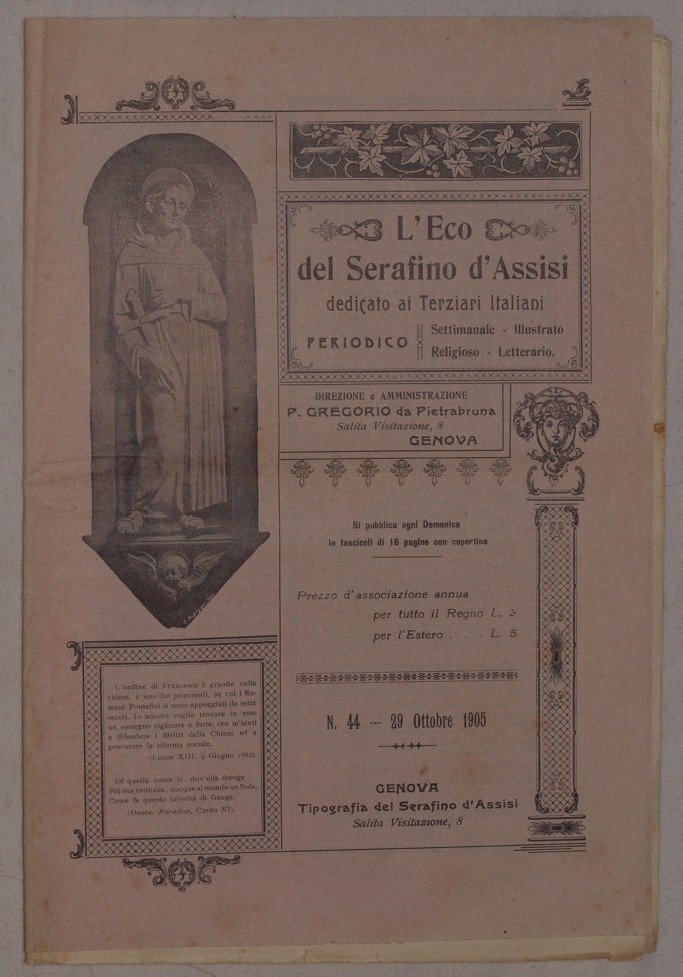 L'Eco
del Serafino d'Assisi
dedicato ai Terziari Italiani
PERIODICO
Settimanale - Illustrato
Religioso - Letterario.
DIREZIONE e AMMINISTRAZIONE
P. GREGORIO da Pietrabruna
Salita Visitazione, 8
GENOVA
Si pubblica ogni Domenica
in fascicoli di 16 pagine con copertina
Prezzo d'associazione annua
per tutto il Regno L. 3
per l'Estero . . . L. 5
N. 44 --- 29 Ottobre 1905
GENOVA
Tipografia del Serafino d'Assisi
Salita Visitazione, 8
L'ordine di Francesco è grande nella
chiesa, è uno dei principali, su cui i Ro-
mani Pontefici si sono appoggiati da sette
secoli. Io ancora voglio trovare in esso
un sostegno vigilante e forte, che m'aiuti
a difendere i diritti della Chiesa ed a
procurare la riforma sociale.
(Leone XIII, 9 Giugno 1882).
Di quella costa là, dov'ella frange
Più sua rattezza, nacque al mondo un Sole,
Come fa questo talvolta di Gange.
(Dante. Paradiso, Canto XI).